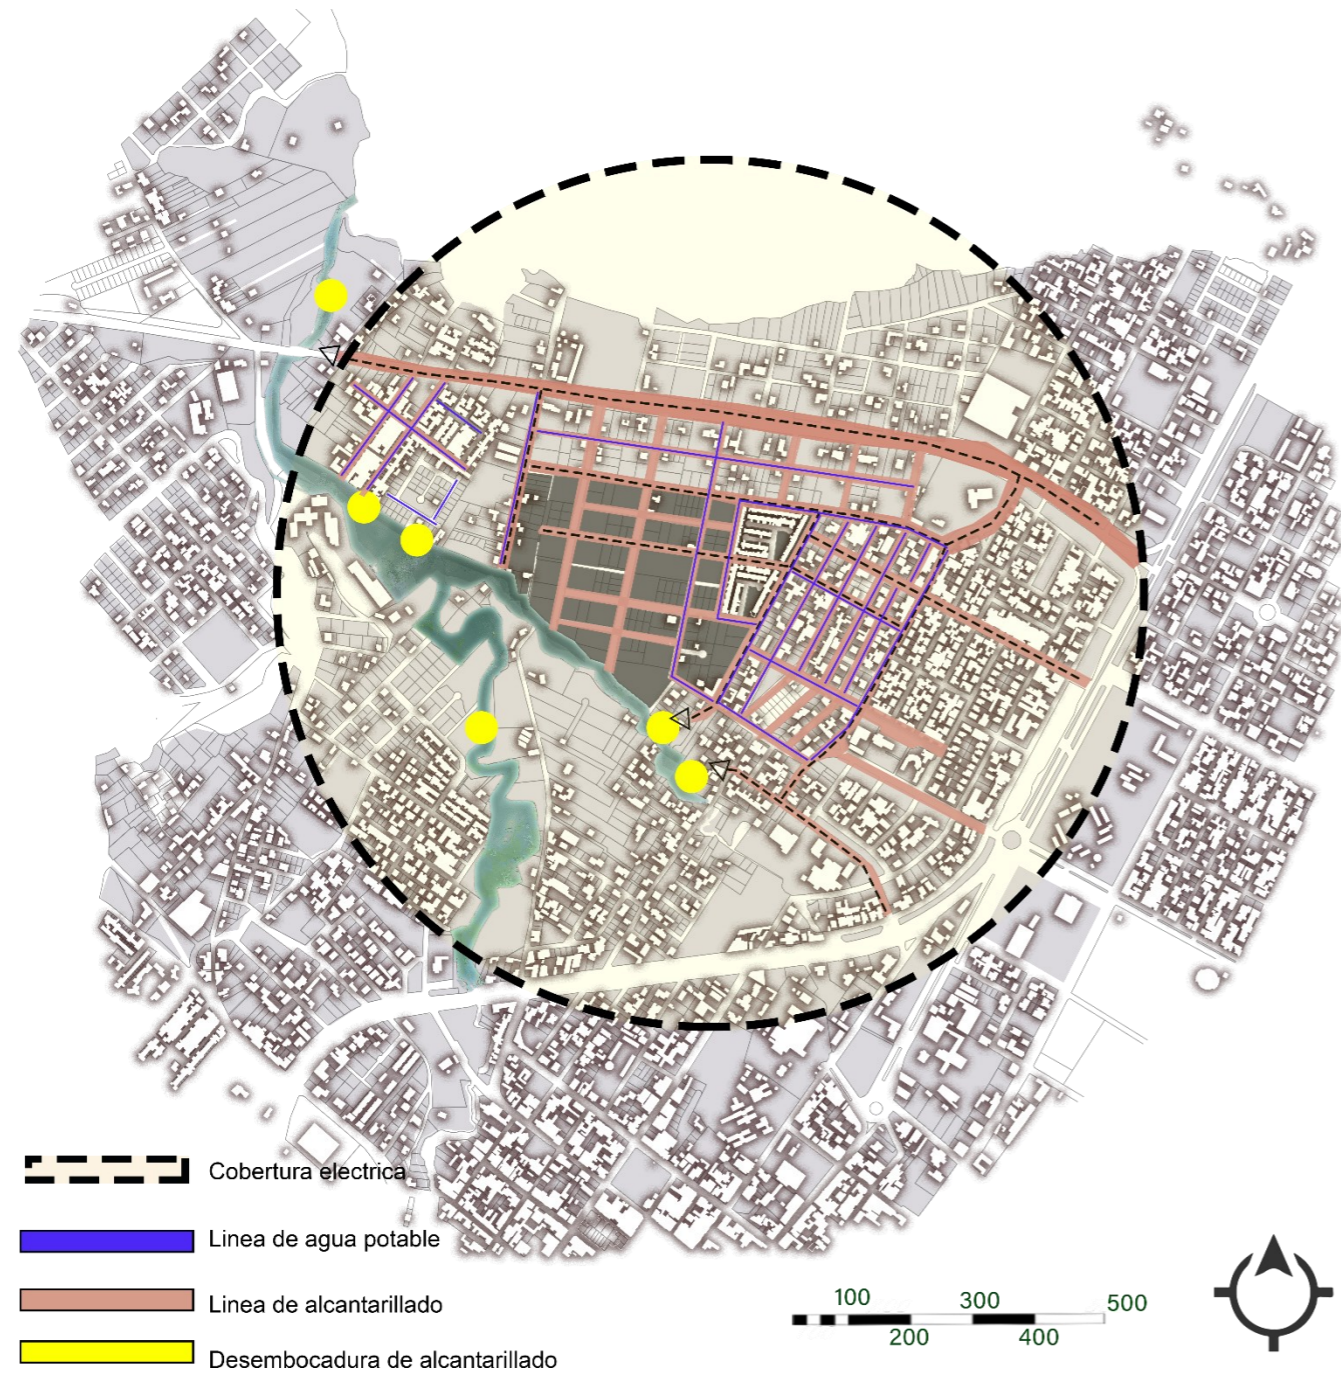 Cobertura electrica
Linea de agua potable
Linea de alcantarillado
Desembocadura de alcantarillado
100 300 500
200 400